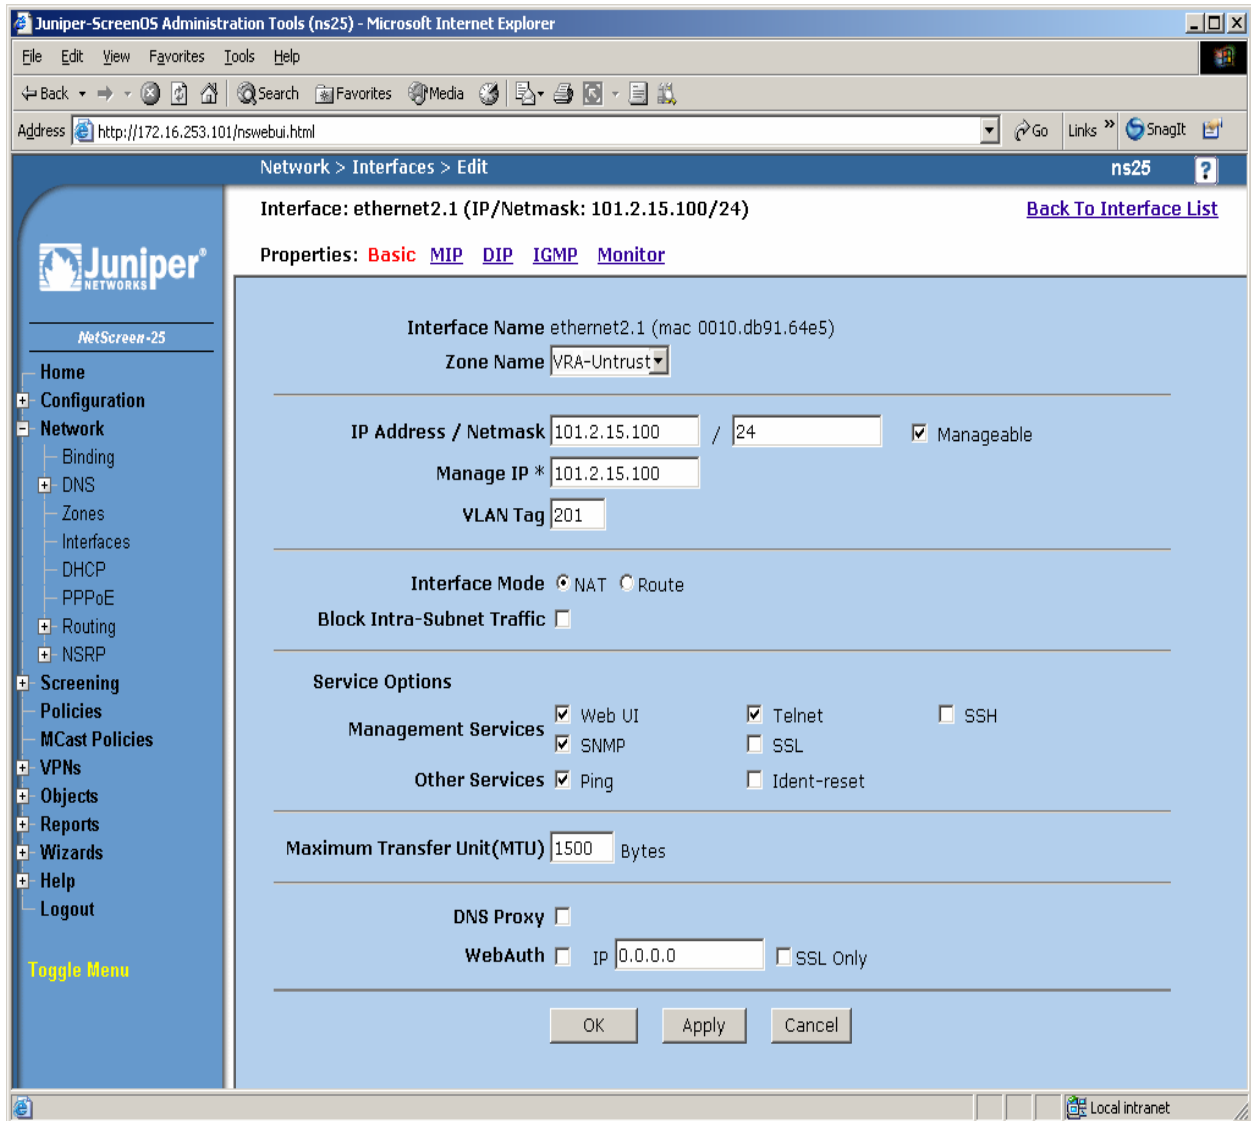 Juniper-ScreenOS Administration Tools (ns25) - Microsoft Internet Explorer
File Edit View Favorites Tools Help
Back Search Favorites Media
Address http://172.16.253.101/nswebui.html Go Links » SnagIt
Network > Interfaces > Edit ns25 ?
Interface: ethernet2.1 (IP/Netmask: 101.2.15.100/24) Back To Interface List
Properties: Basic MIP DIP IGMP Monitor
Juniper®
NETWORKS
NetScreen-25
Home
Configuration
Network
Binding
DNS
Zones
Interfaces
DHCP
PPPoE
Routing
NSRP
Screening
Policies
MCast Policies
VPNs
Objects
Reports
Wizards
Help
Logout
Toggle Menu
Interface Name ethernet2.1 (mac 0010.db91.64e5)
Zone Name VRA-Untrust
IP Address / Netmask 101.2.15.100 / 24 Manageable
Manage IP * 101.2.15.100
VLAN Tag 201
Interface Mode NAT Route
Block Intra-Subnet Traffic
Service Options
Management Services Web UI Telnet SSH
SNMP SSL
Other Services Ping Ident-reset
Maximum Transfer Unit(MTU) 1500 Bytes
DNS Proxy
WebAuth IP 0.0.0.0 SSL Only
OK Apply Cancel
Local intranet